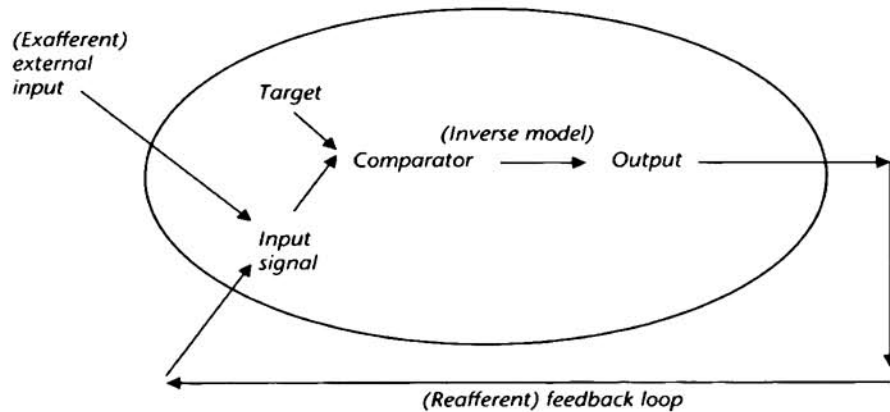 (Exafferent)
external
input
Target
(Inverse model)
Comparator
Output
Input
signal
(Reafferent) feedback loop